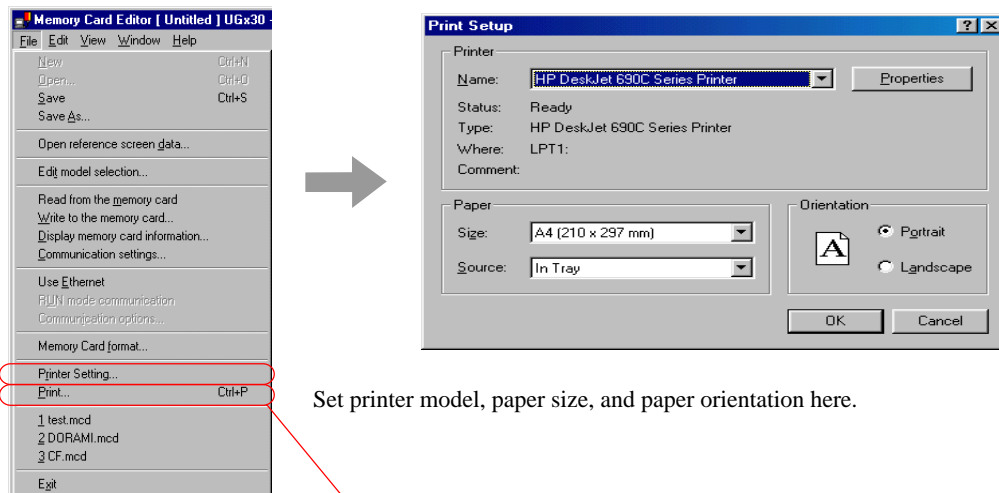 Memory Card Editor [ Untitled ] UGx30 -
File Edit View Window Help
New Ctrl+N
Open... Ctrl+O
Save Ctrl+S
Save As...
Open reference screen data...
Edit model selection...
Read from the memory card
Write to the memory card...
Display memory card information...
Communication settings...
Use Ethernet
RUN mode communication
Communication options...
Memory Card format...
Printer Setting...
Print... Ctrl+P
1 test.mcd
2 DORAMI.mcd
3 CF.mcd
Exit
Print Setup
Printer
Name: HP DeskJet 690C Series Printer Properties
Status: Ready
Type: HP DeskJet 690C Series Printer
Where: LPT1:
Comment:
Paper
Size: A4 (210 x 297 mm)
Source: In Tray
Orientation
A
Portrait
Landscape
OK Cancel
Set printer model, paper size, and paper orientation here.